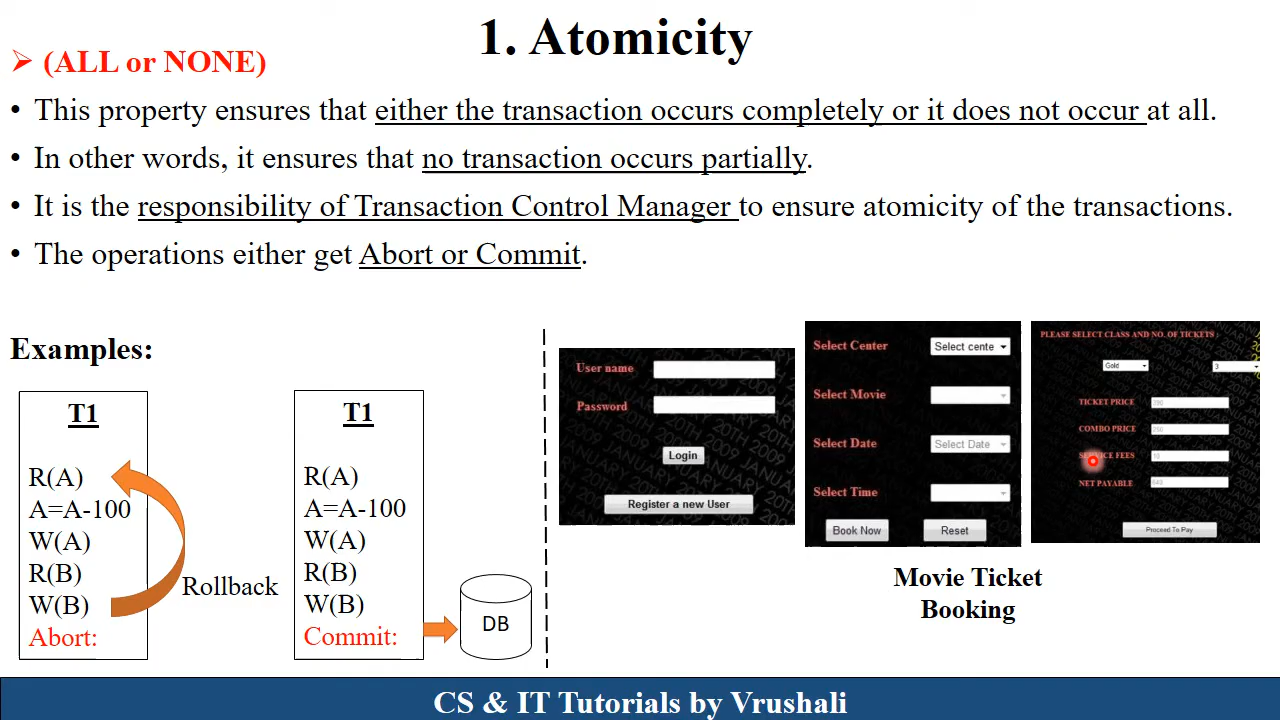 1. Atomicity
➢ (ALL or NONE)
• This property ensures that either the transaction occurs completely or it does not occur at all.
• In other words, it ensures that no transaction occurs partially.
• It is the responsibility of Transaction Control Manager to ensure atomicity of the transactions.
• The operations either get Abort or Commit.
Examples:
T1
R(A)
A=A-100
W(A)
R(B)
W(B)
Abort:
Rollback
T1
R(A)
A=A-100
W(A)
R(B)
W(B)
Commit:
DB
User name
Password
Login
Register a new User
Select Center
Select cente
Select Movie
Select Date
Select Date
Select Time
Book Now
Reset
PLEASE SELECT CLASS AND NO. OF TICKETS
Gold
3
TICKET PRICE
COMBO PRICE
SERVICE FEES
NET PAYABLE
Proceed To Pay
Movie Ticket
Booking
CS & IT Tutorials by Vrushali